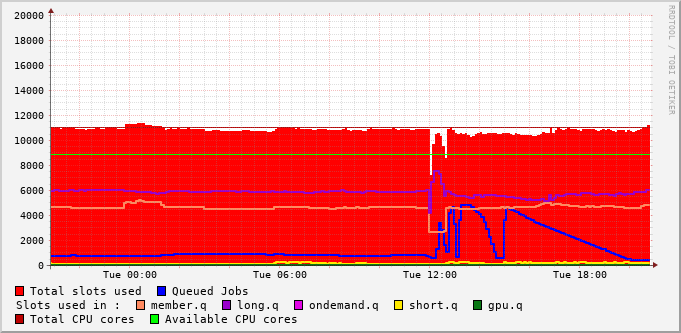 20000
18000
16000
14000
12000
10000
8000
6000
4000
2000
0
Tue 00:00 Tue 06:00 Tue 12:00 Tue 18:00
RRDTOOL / TOBI OETIKER
Total slots used Queued Jobs
Slots used in : member.q long.q ondemand.q short.q gpu.q
Total CPU cores Available CPU cores